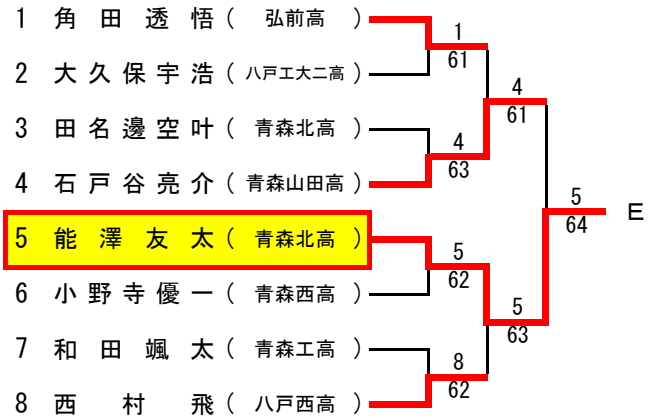 1 角田透悟（弘前高）
2 大久保宇浩（八戸工大二高）
3 田名邊空叶（青森北高）
4 石戸谷亮介（青森山田高）
5 能澤友太（青森北高）
6 小野寺優一（青森西高）
7 和田颯太（青森工高）
8 西村飛（八戸西高）
1
61
4
63
5
62
8
62
4
61
5
63
5
64
E